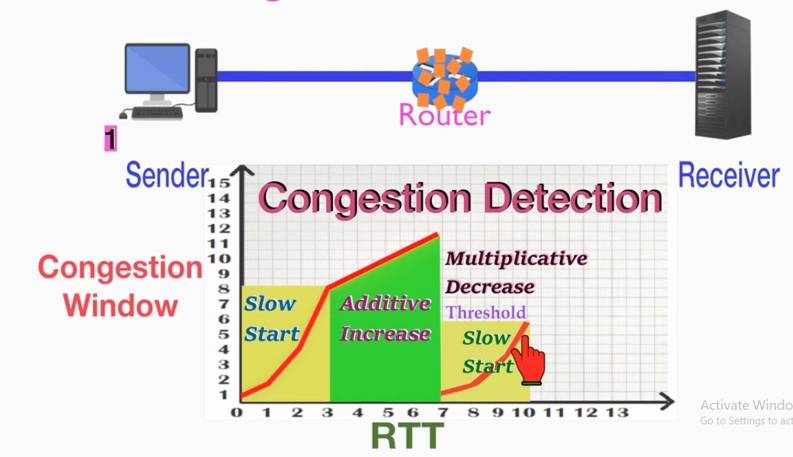 Router
1
Sender
Receiver
Congestion Detection
Congestion
Window
15
14
13
12
11
10
9
8
7
6
5
4
3
2
1
Slow
Start
Additive
Increase
Multiplicative
Decrease
Threshold
Slow
Start
0 1 2 3 4 5 6 7 8 9 10 11 12 13
RTT
Activate Windo
Go to Settings to act